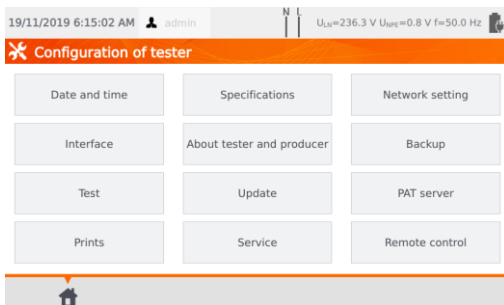 19/11/2019 6:15:02 AM admin N L ULN=236.3 V UNPE=0.8 V f=50.0 Hz
Configuration of tester
Date and time Specifications Network setting
Interface About tester and producer Backup
Test Update PAT server
Prints Service Remote control